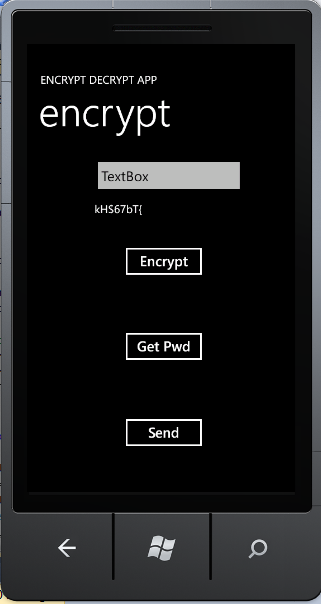 ENCRYPT DECRYPT APP
encrypt
TextBox
kHS67bT{
Encrypt
Get Pwd
Send